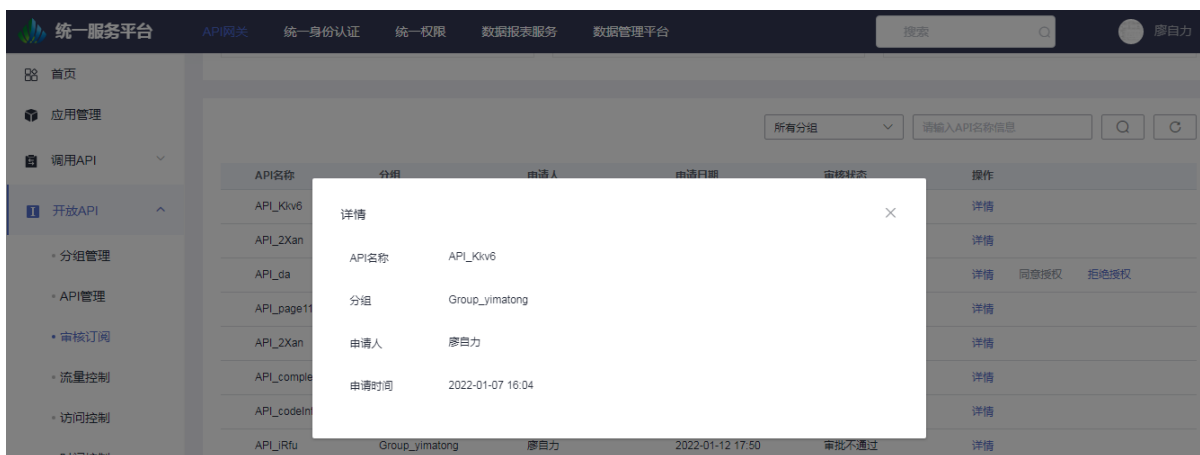 统一服务平台 API网关 统一身份认证 统一权限 数据报表服务 数据管理平台 搜索 廖自力
首页
应用管理
所有分组 请输入API名称信息
调用API
API名称 分组 申请人 申请日期 审核状态 操作
开放API
API_Kkv6 详情
详情
API_2Xan 详情
分组管理
API名称 API_Kkv6
API_da 详情 同意授权 拒绝授权
API管理
分组 Group_yimatong
API_page11 详情
审核订阅
API_2Xan 详情
申请人 廖自力
流量控制
API_comple 详情
申请时间 2022-01-07 16:04
访问控制
API_codeInt 详情
API_iRfu Group_yimatong 廖自力 2022-01-12 17:50 审批不通过 详情